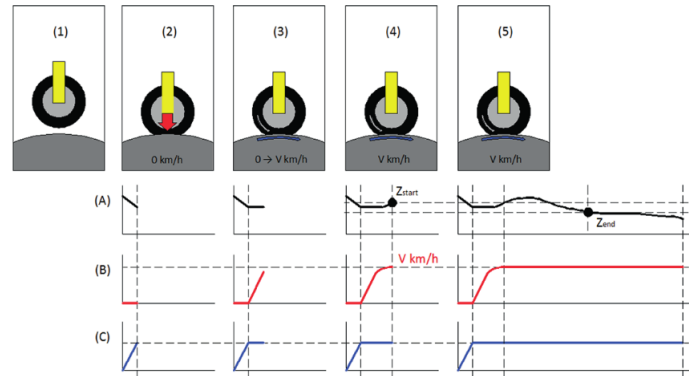 (1) (2) (3) (4) (5)
0 km/h 0 → V km/h V km/h V km/h
(A) Zstart Zend
(B) V km/h
(C)